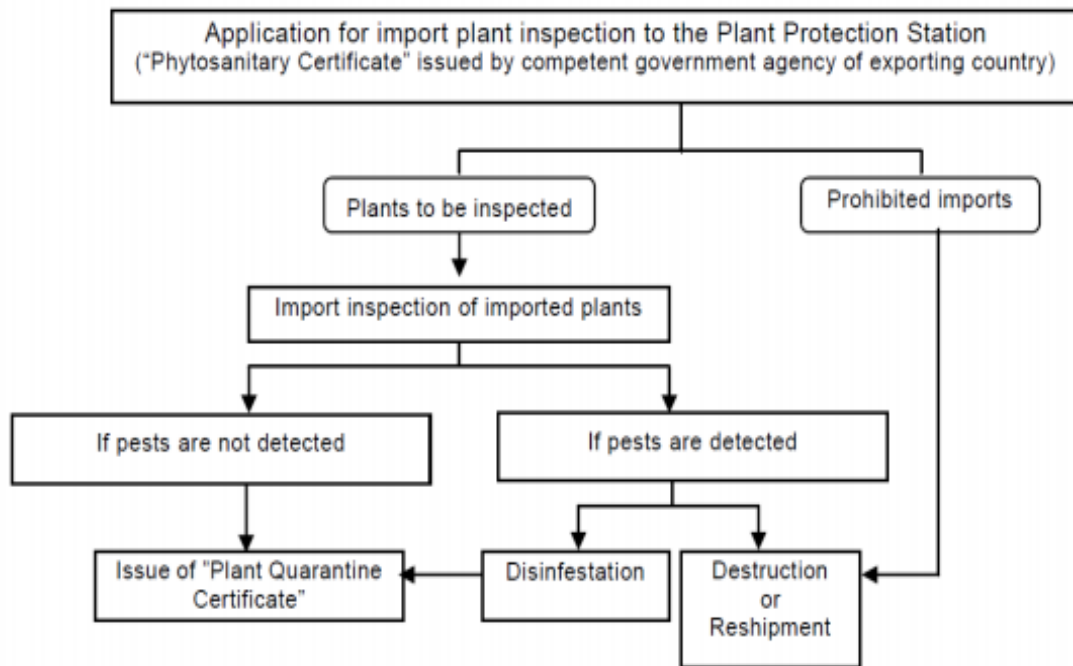 Application for import plant inspection to the Plant Protection Station
("Phytosanitary Certificate" issued by competent government agency of exporting country)
Plants to be inspected
Prohibited imports
Import inspection of imported plants
If pests are not detected
If pests are detected
Issue of "Plant Quarantine
Certificate"
Disinfestation
Destruction
or
Reshipment